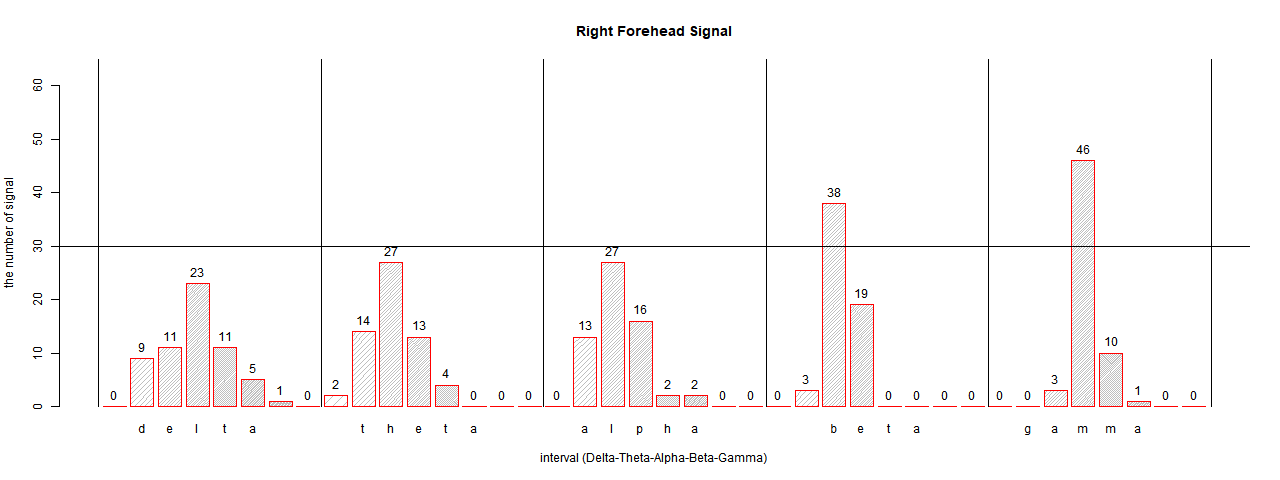 Right Forehead Signal
the number of signal
60
50
40
30
20
10
0
0 9 11 23 11 5 1 0 2 14 27 13 4 0 0 0 0 13 27 16 2 2 0 0 0 3 38 19 0 0 0 0 0 0 3 46 10 1 0 0
d e l t a t h e t a a l p h a b e t a g a m m a
interval (Delta-Theta-Alpha-Beta-Gamma)